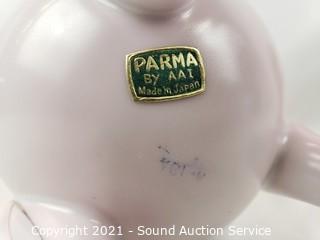 PARMA
BY AAI
Made in Japan
Copyright 2021 - Sound Auction Service